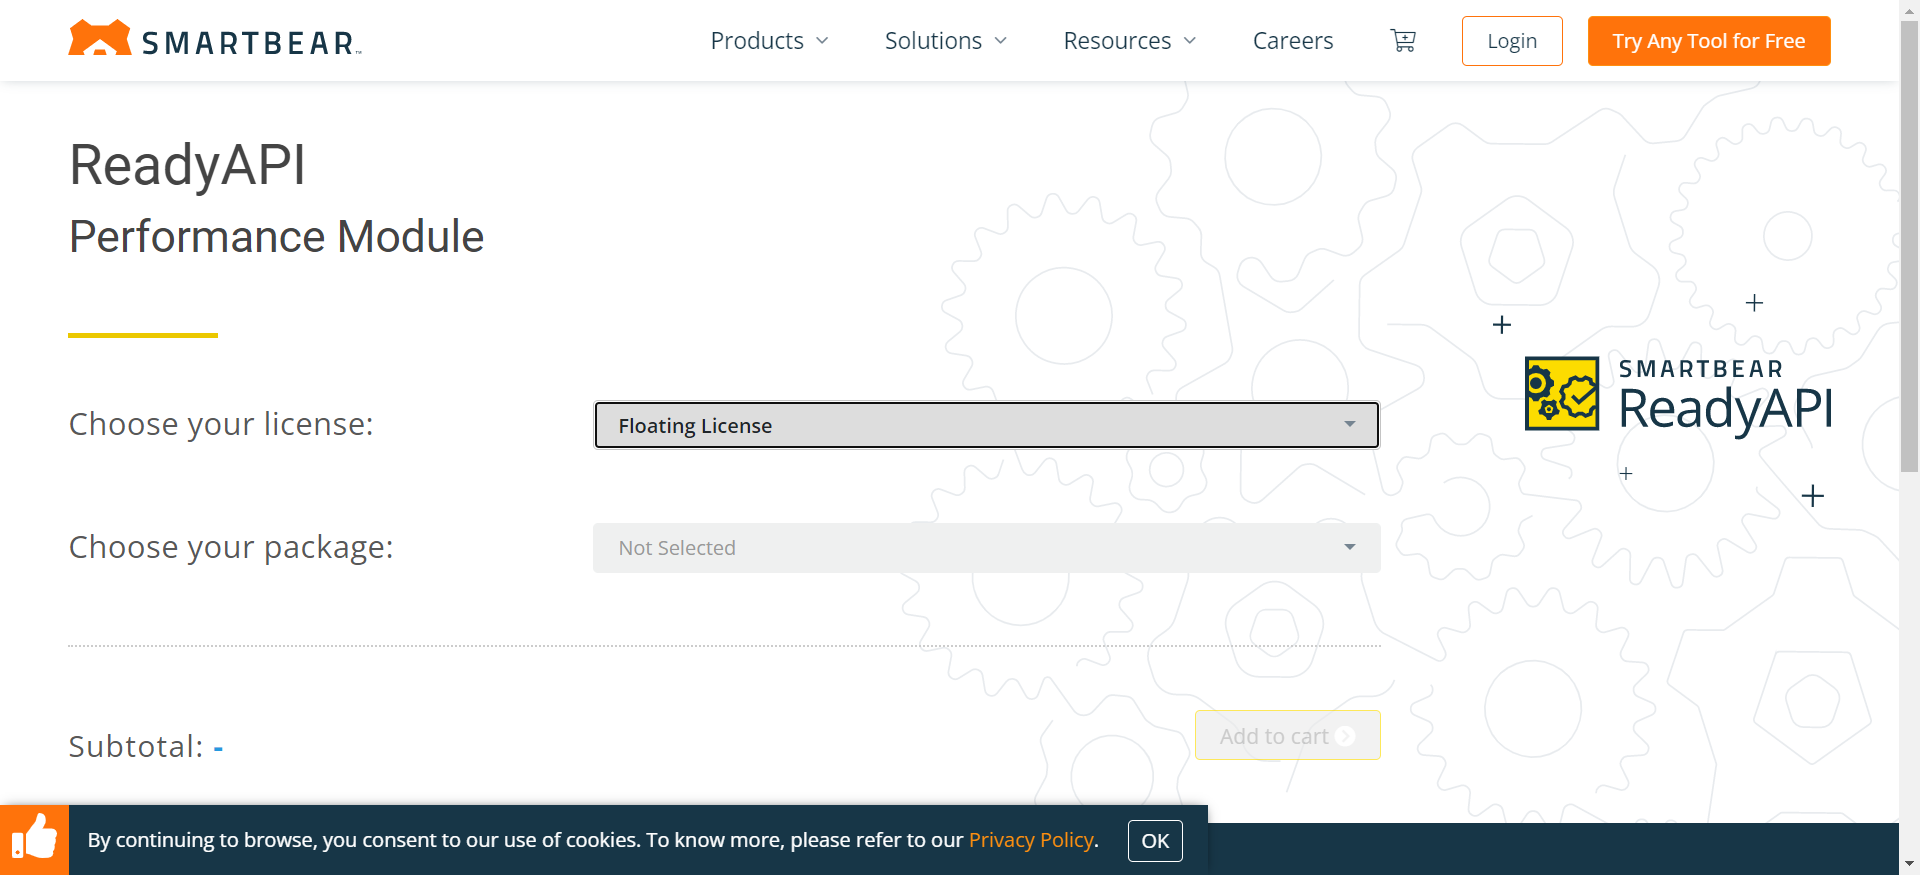 SMARTBEAR™
Products
Solutions
Resources
Careers
Login
Try Any Tool for Free
ReadyAPI
Performance Module
SMARTBEAR
ReadyAPI
Choose your license:
Floating License
Choose your package:
Not Selected
Subtotal: -
Add to cart
By continuing to browse, you consent to our use of cookies. To know more, please refer to our Privacy Policy.
OK